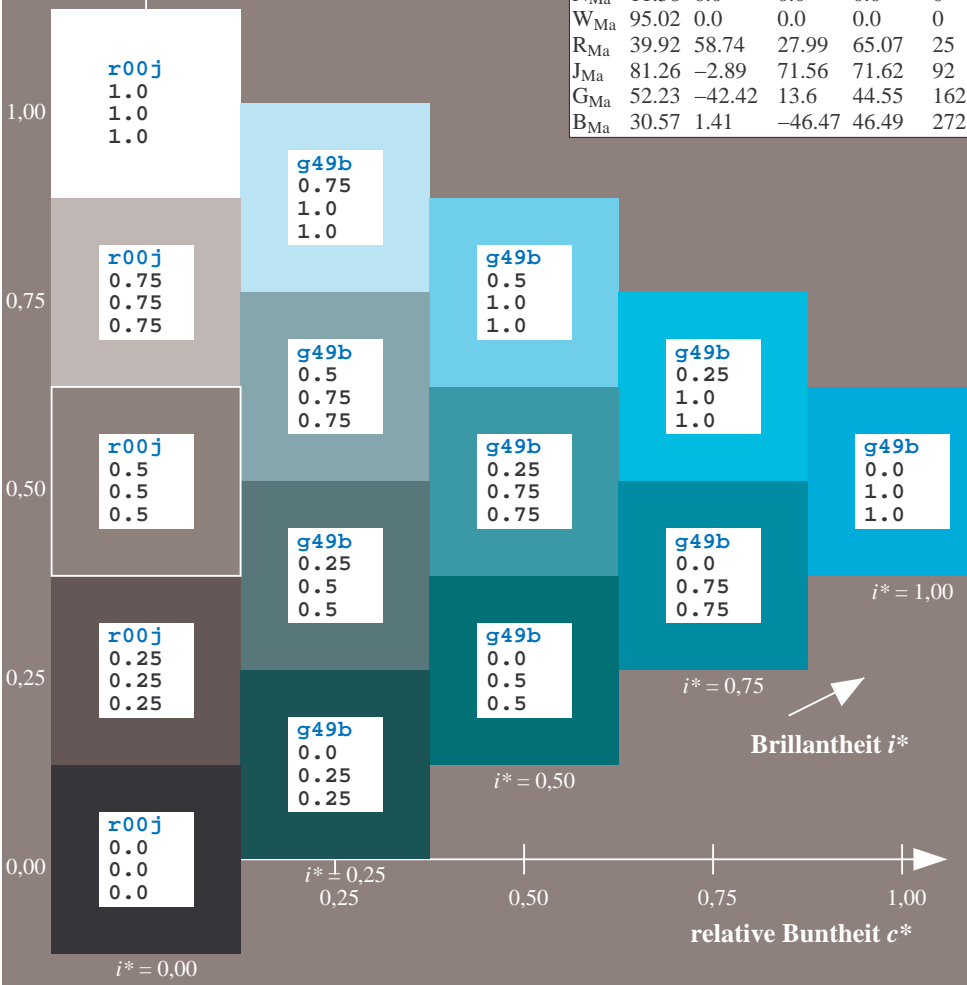 W_Ma 95.02 0.0 0.0 0.0 0
R_Ma 39.92 58.74 27.99 65.07 25
J_Ma 81.26 −2.89 71.56 71.62 92
G_Ma 52.23 −42.42 13.6 44.55 162
B_Ma 30.57 1.41 −46.47 46.49 272
1,00
r00j
1.0
1.0
1.0
g49b
0.75
1.0
1.0
0,75
r00j
0.75
0.75
0.75
g49b
0.5
1.0
1.0
g49b
0.5
0.75
0.75
g49b
0.25
1.0
1.0
0,50
r00j
0.5
0.5
0.5
g49b
0.25
0.75
0.75
g49b
0.0
1.0
1.0
g49b
0.25
0.5
0.5
g49b
0.0
0.75
0.75
i* = 1,00
0,25
r00j
0.25
0.25
0.25
g49b
0.0
0.5
0.5
i* = 0,75
g49b
0.0
0.25
0.25
Brillantheit i*
i* = 0,50
0,00
r00j
0.0
0.0
0.0
i* = 0,25
0,25 0,50 0,75 1,00
relative Buntheit c*
i* = 0,00